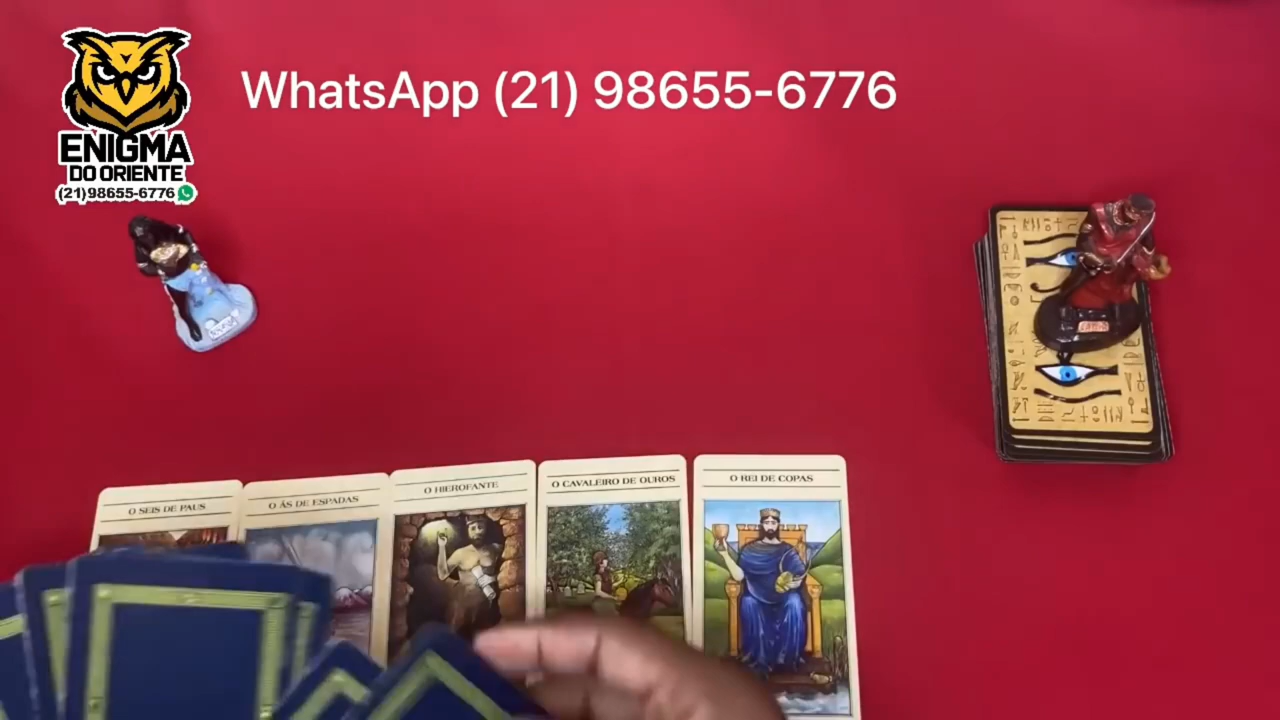 WhatsApp (21) 98655-6776
ENIGMA
DO ORIENTE
(21)98655-6776
O SEIS DE PAUS
O ÁS DE ESPADAS
O HIEROFANTE
O CAVALEIRO DE OUROS
O REI DE COPAS